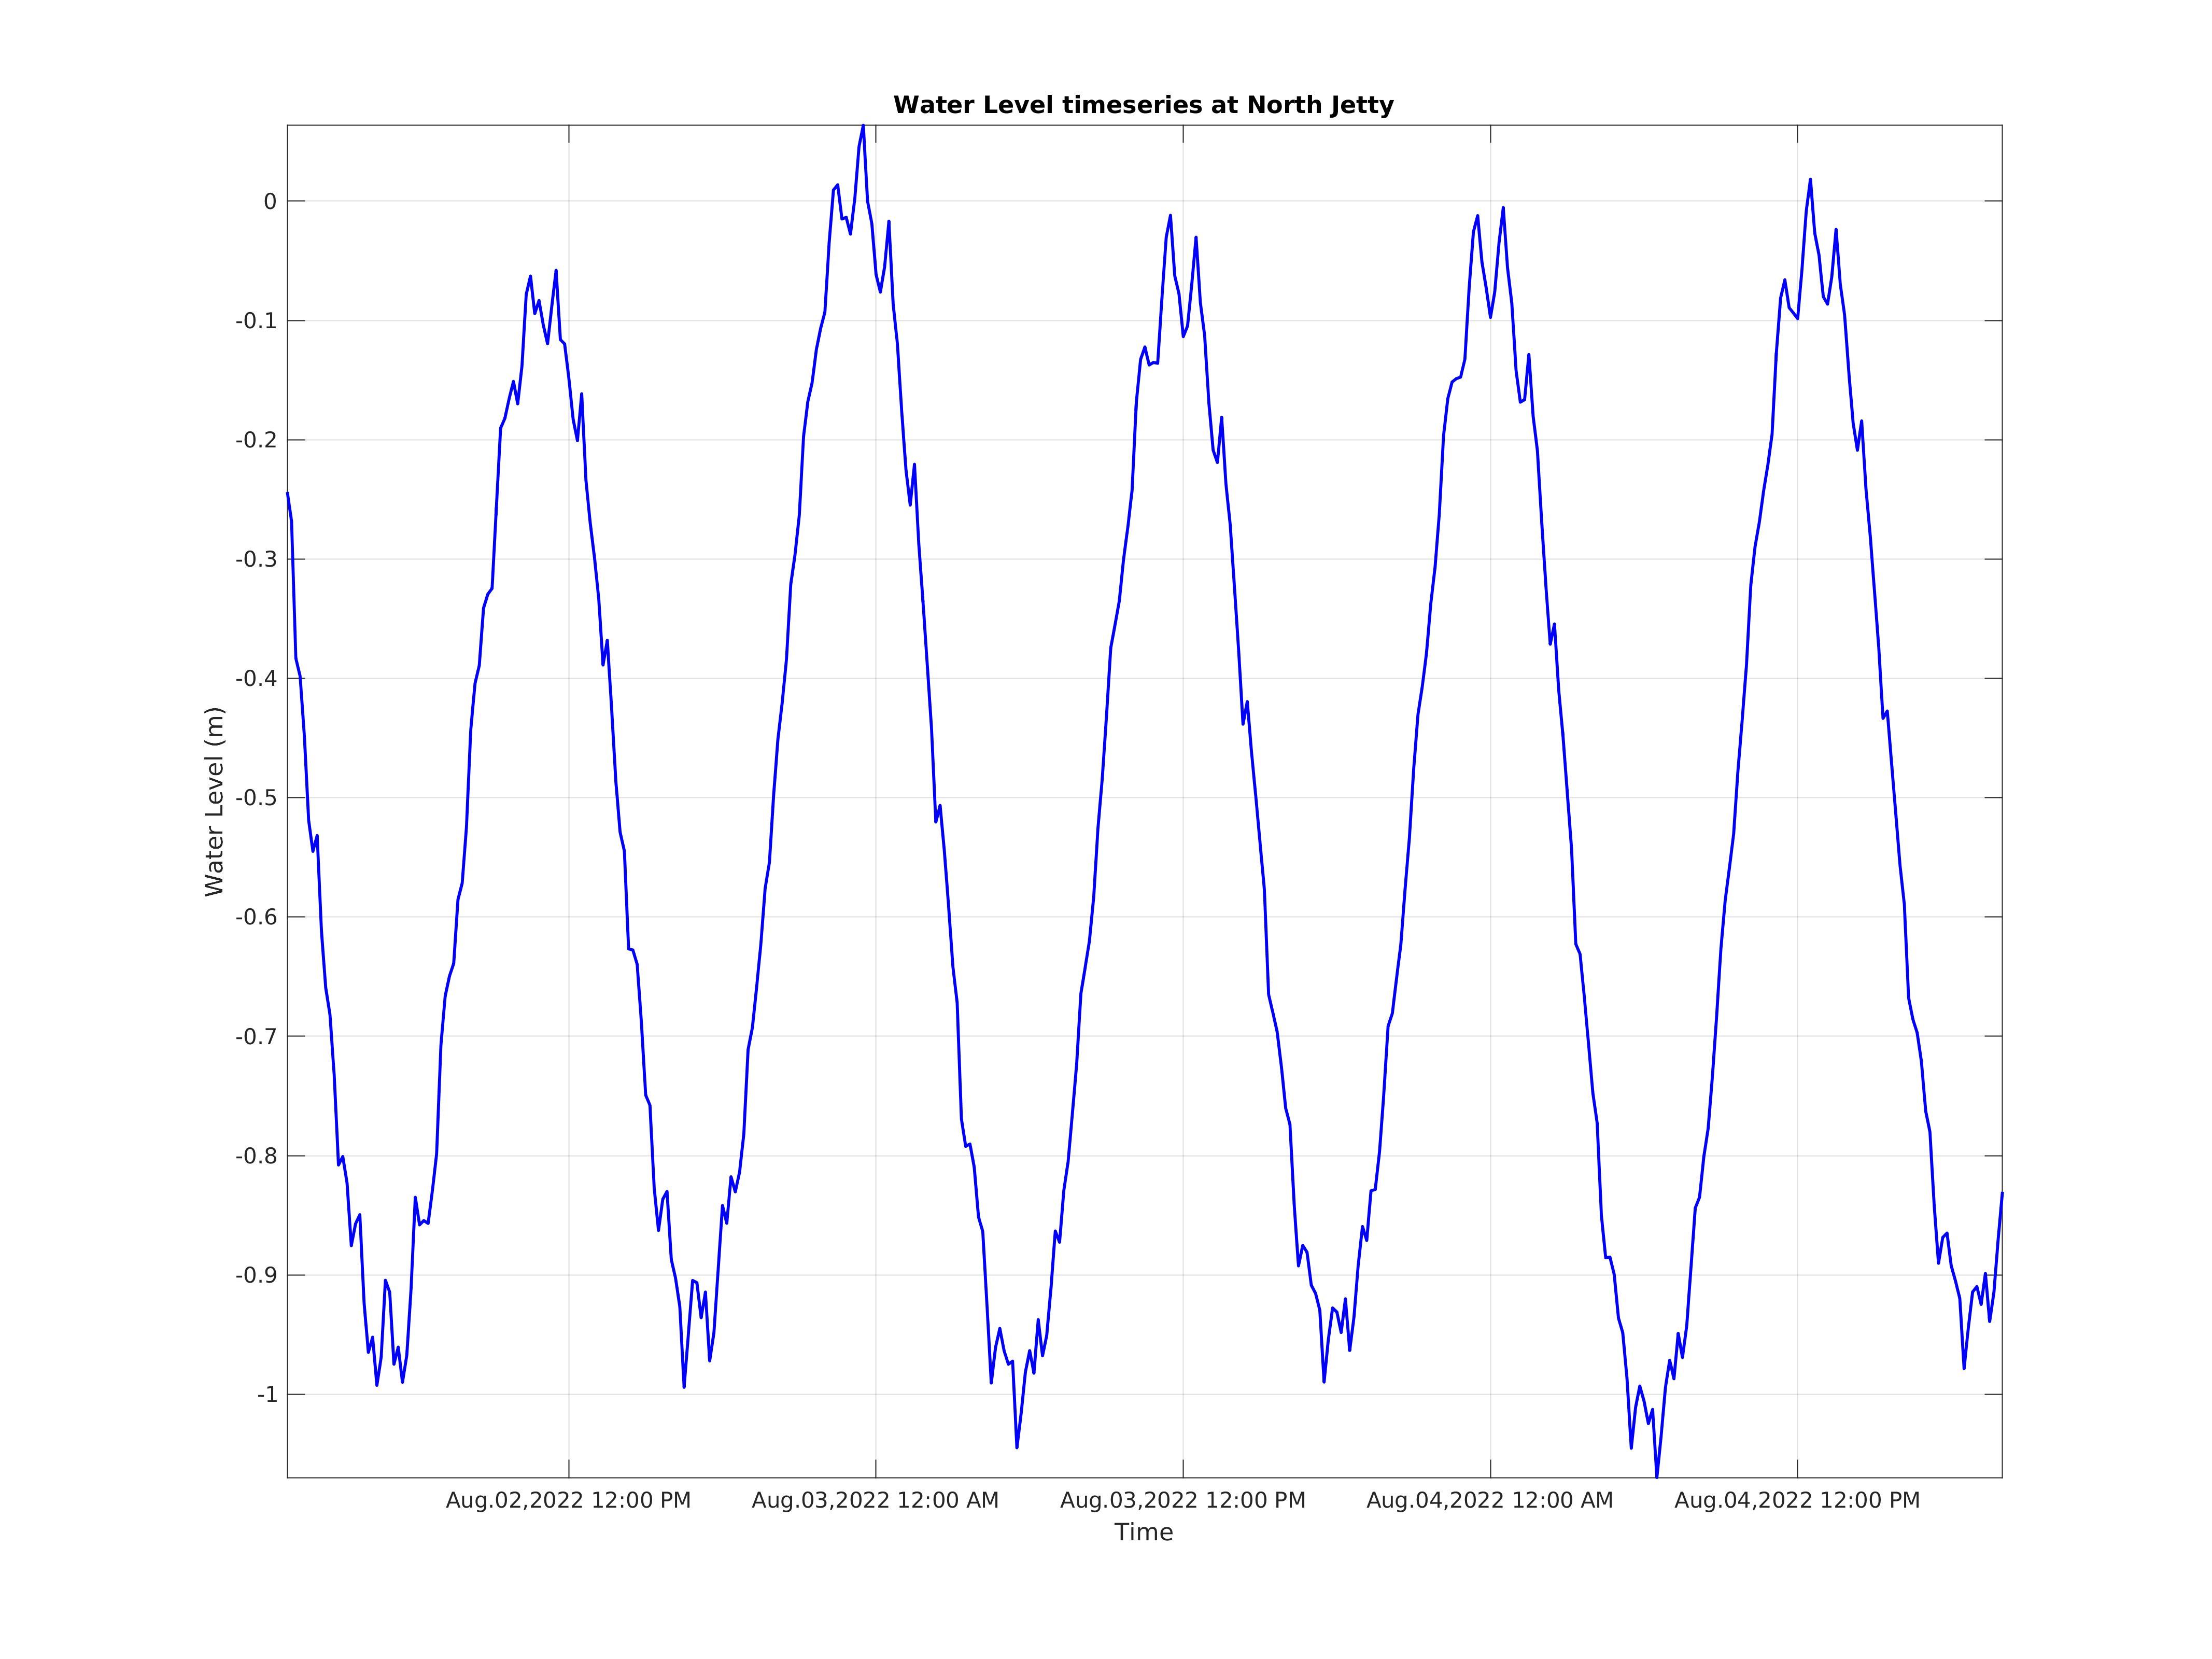 Water Level timeseries at North Jetty
0
-0.1
-0.2
-0.3
-0.4
-0.5
-0.6
-0.7
-0.8
-0.9
-1
Water Level (m)
Aug.02,2022 12:00 PM Aug.03,2022 12:00 AM Aug.03,2022 12:00 PM Aug.04,2022 12:00 AM Aug.04,2022 12:00 PM
Time